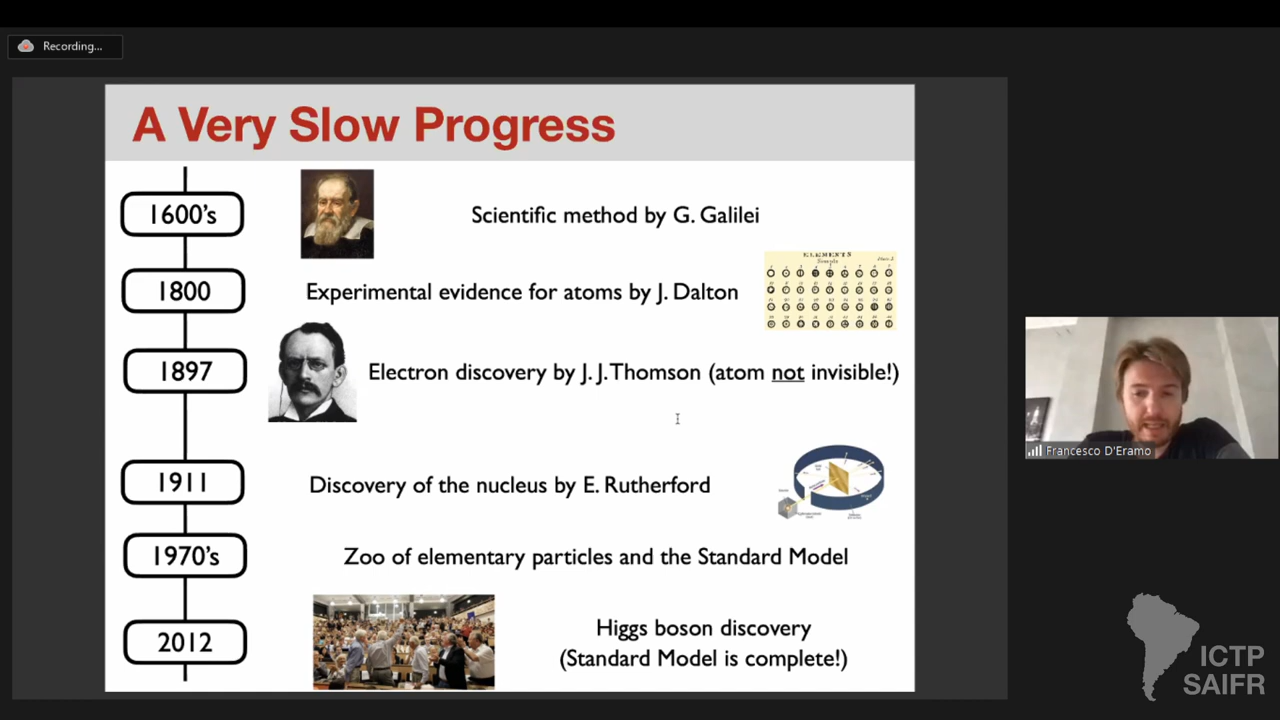 Recording...
A Very Slow Progress
1600's
Scientific method by G. Galilei
ELEMENTS
1800
Experimental evidence for atoms by J. Dalton
1897
Electron discovery by J. J. Thomson (atom not invisible!)
1911
Discovery of the nucleus by E. Rutherford
1970's
Zoo of elementary particles and the Standard Model
2012
Higgs boson discovery
(Standard Model is complete!)
Francesco D'Eramo
ICTP
SAIFR